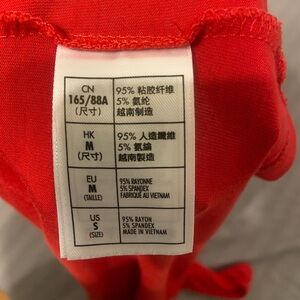 CN
165/88A
(尺寸)
95% 粘胶纤维
5% 氨纶
越南制造
HK
M
(尺寸)
95% 人造纖維
5% 氨綸
越南製造
EU
M
(TAILLE)
95% RAYONNE
5% SPANDEX
FABRIQUÉ AU VIETNAM
US
S
(SIZE)
95% RAYON
5% SPANDEX
MADE IN VIETNAM